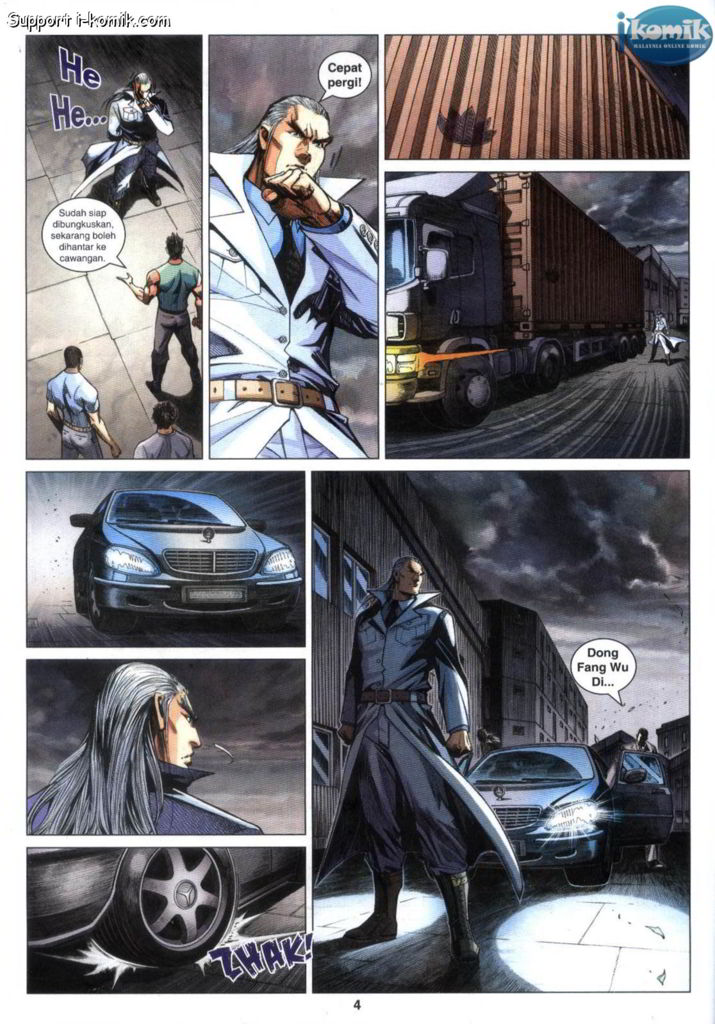 Support i-komik.com
ikomik
MALAYSIA ONLINE KOMIK
He
He...
Sudah siap
dibungkuskan,
sekarang boleh
dihantar ke
cawangan.
Cepat
pergi!
Dong
Fang Wu
Di...
ZHAK!
4